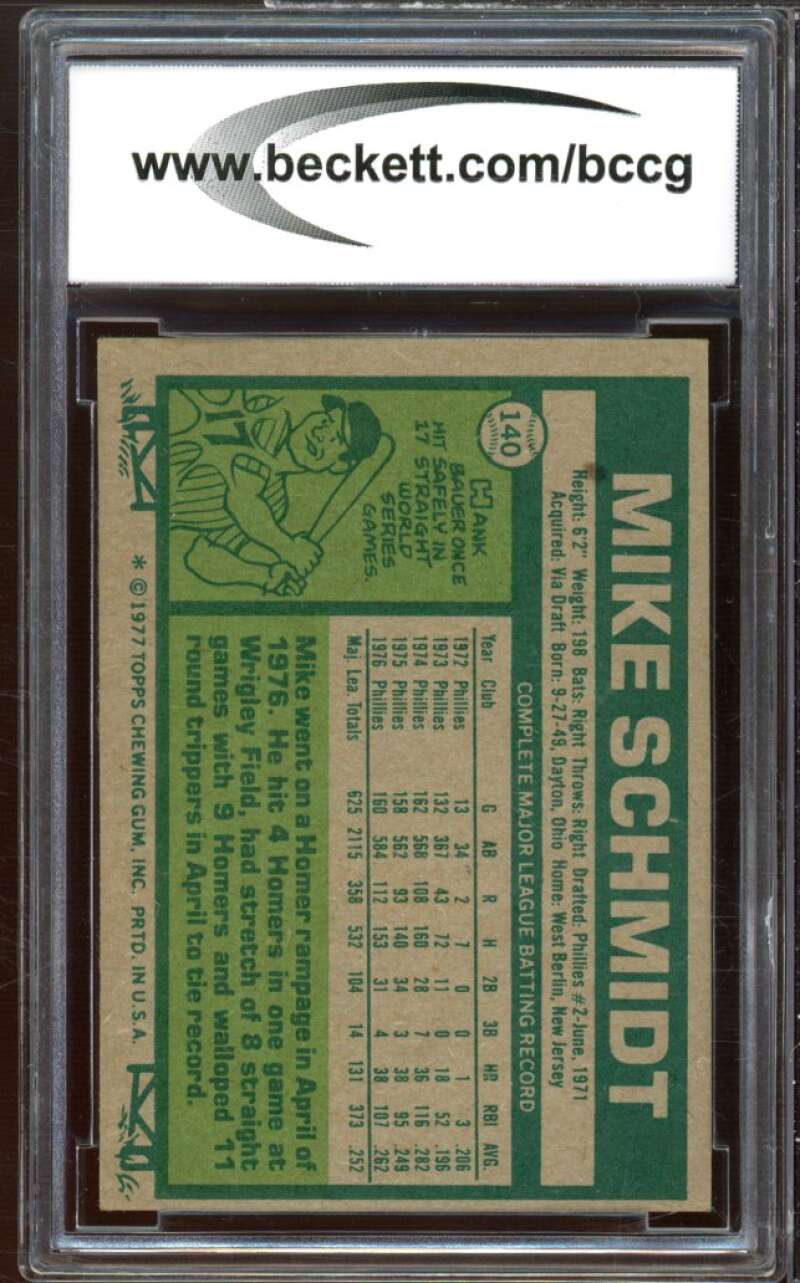 www.beckett.com/bccg
140
MIKE SCHMIDT
Height: 6'2" Weight: 198 Bats: Right Throws: Right Drafted: Phillies #2-June, 1971
Acquired: Via Draft Born: 9-27-49, Dayton, Ohio Home: West Berlin, New Jersey
COMPLETE MAJOR LEAGUE BATTING RECORD
Year Club G AB R H 2B 3B HR RBI AVG.
1972 Phillies 13 34 2 7 0 0 1 3 .206
1973 Phillies 132 367 43 72 11 0 18 52 .196
1974 Phillies 162 568 108 160 28 7 36 116 .282
1975 Phillies 158 562 93 140 34 3 38 95 .249
1976 Phillies 160 584 112 153 31 4 38 107 .262
Maj. Lea. Totals 625 2115 358 532 104 14 131 373 .252
HANK
BAUER ONCE
HIT SAFELY IN
17 STRAIGHT
WORLD
SERIES
GAMES.
17
Mike went on a Homer rampage in April of
1976. He hit 4 Homers in one game at
Wrigley Field, had stretch of 8 straight
games with 9 Homers and walloped 11
round trippers in April to tie record.
* © 1977 TOPPS CHEWING GUM, INC. PRTD. IN U.S.A.